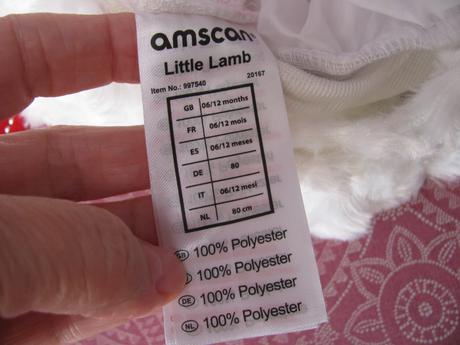 amscan®
Little Lamb
Item No.: 997540 20167
GB 06/12 months
FR 06/12 mois
ES 06/12 meses
DE 80
IT 06/12 mesi
NL 80 cm
GB 100% Polyester
100% Polyester
DE 100% Polyester
NL 100% Polyester